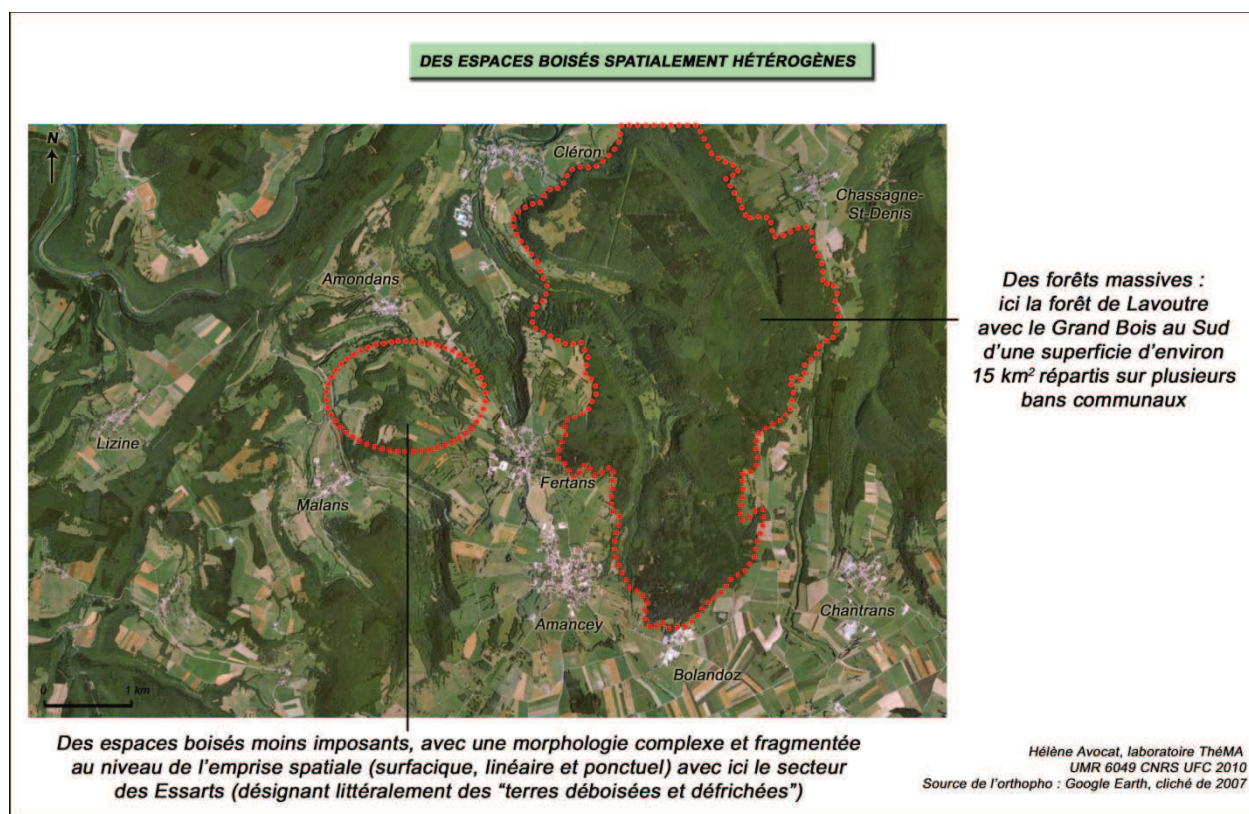 DES ESPACES BOISÉS SPATIALEMENT HÉTÉROGÈNES
N
Cléron
Chassagne-
St-Denis
Amondans
Des forêts massives :
ici la forêt de Lavoutre
avec le Grand Bois au Sud
d'une superficie d'environ
15 km² répartis sur plusieurs
bans communaux
Lizine
Malans
Fertans
Amancey
Chantrans
Bolandoz
0 1 km
Des espaces boisés moins imposants, avec une morphologie complexe et fragmentée
au niveau de l'emprise spatiale (surfacique, linéaire et ponctuel) avec ici le secteur
des Essarts (désignant littéralement des "terres déboisées et défrichées")
Hélène Avocat, laboratoire ThéMA
UMR 6049 CNRS UFC 2010
Source de l'orthopho : Google Earth, cliché de 2007